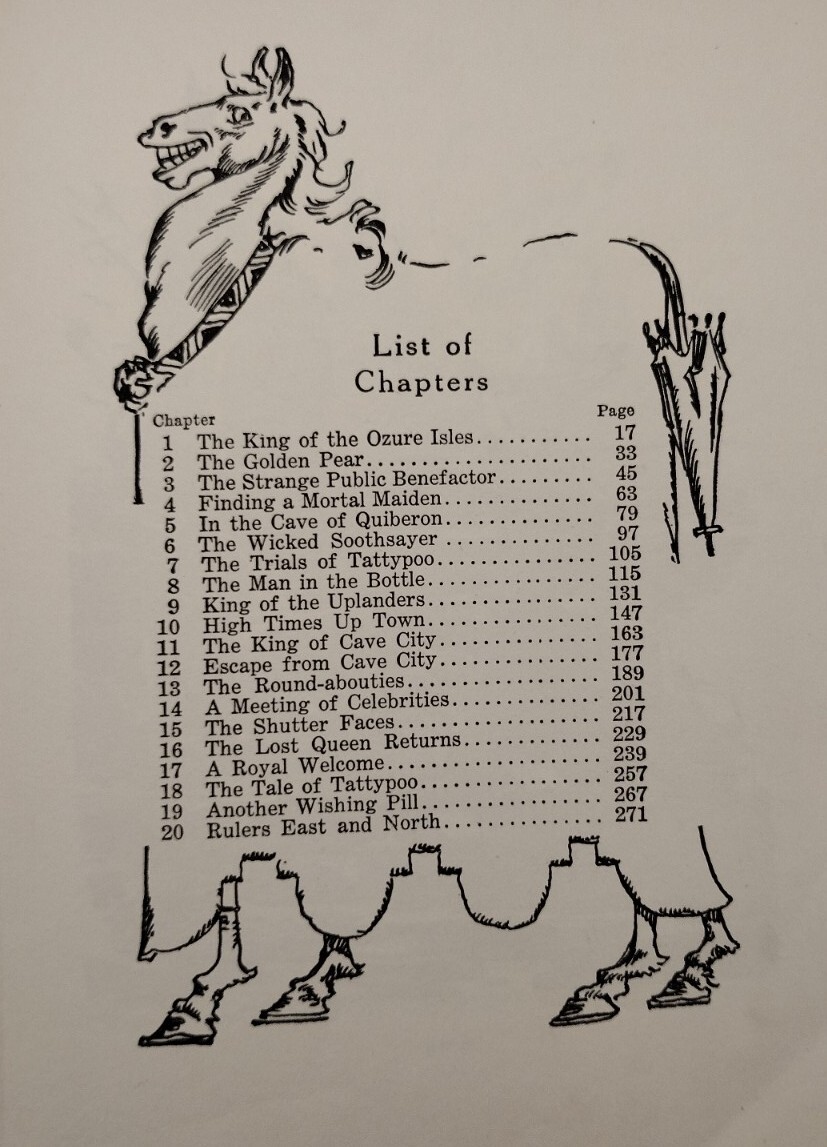 List of
Chapters
Chapter Page
1 The King of the Ozure Isles........... 17
2 The Golden Pear...................... 33
3 The Strange Public Benefactor......... 45
4 Finding a Mortal Maiden.............. 63
5 In the Cave of Quiberon.............. 79
6 The Wicked Soothsayer .............. 97
7 The Trials of Tattypoo............... 105
8 The Man in the Bottle................ 115
9 King of the Uplanders................ 131
10 High Times Up Town................ 147
11 The King of Cave City............... 163
12 Escape from Cave City............... 177
13 The Round-abouties.................. 189
14 A Meeting of Celebrities.............. 201
15 The Shutter Faces................... 217
16 The Lost Queen Returns............. 229
17 A Royal Welcome.................... 239
18 The Tale of Tattypoo................. 257
19 Another Wishing Pill................. 267
20 Rulers East and North............... 271